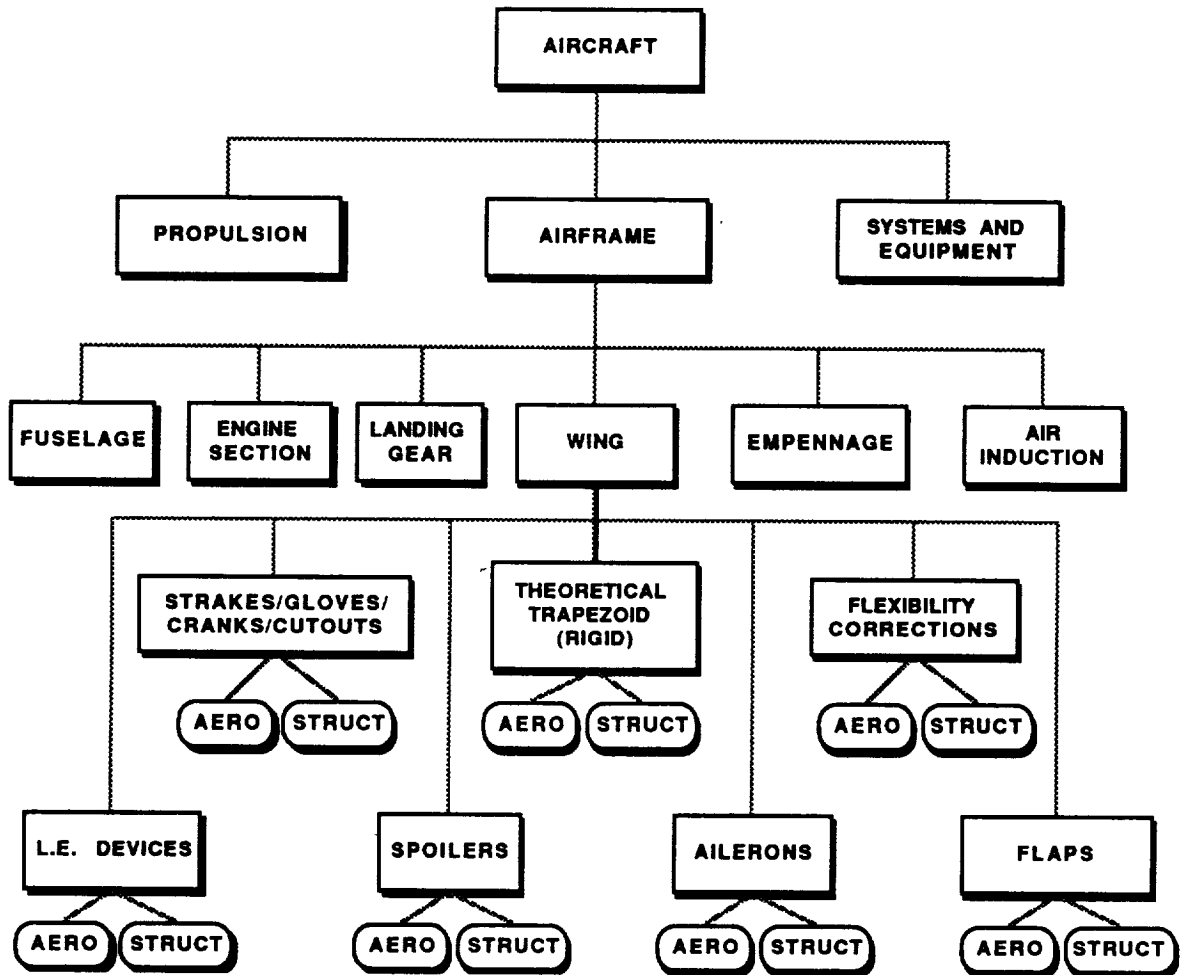 AIRCRAFT
PROPULSION
AIRFRAME
SYSTEMS AND
EQUIPMENT
FUSELAGE
ENGINE
SECTION
LANDING
GEAR
WING
EMPENNAGE
AIR
INDUCTION
STRAKES/GLOVES/
CRANKS/CUTOUTS
THEORETICAL
TRAPEZOID
(RIGID)
FLEXIBILITY
CORRECTIONS
AERO
STRUCT
AERO
STRUCT
AERO
STRUCT
L.E. DEVICES
SPOILERS
AILERONS
FLAPS
AERO
STRUCT
AERO
STRUCT
AERO
STRUCT
AERO
STRUCT